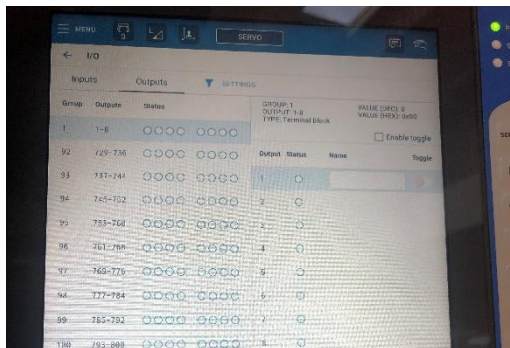 MENU
SERVO
I/O
Inputs Outputs SETTINGS
Group Outputs Status
1 1-8
92 729-736
93 737-744
94 745-752
95 753-760
96 761-768
97 769-776
98 777-784
99 785-792
100 793-800
GROUP: 1
OUTPUT: 1-8
TYPE: Terminal Block
VALUE (DEC): 0
VALUE (HEX): 0x00
Enable toggle
Output Status Name Toggle
1
2
3
4
5
6
7
8